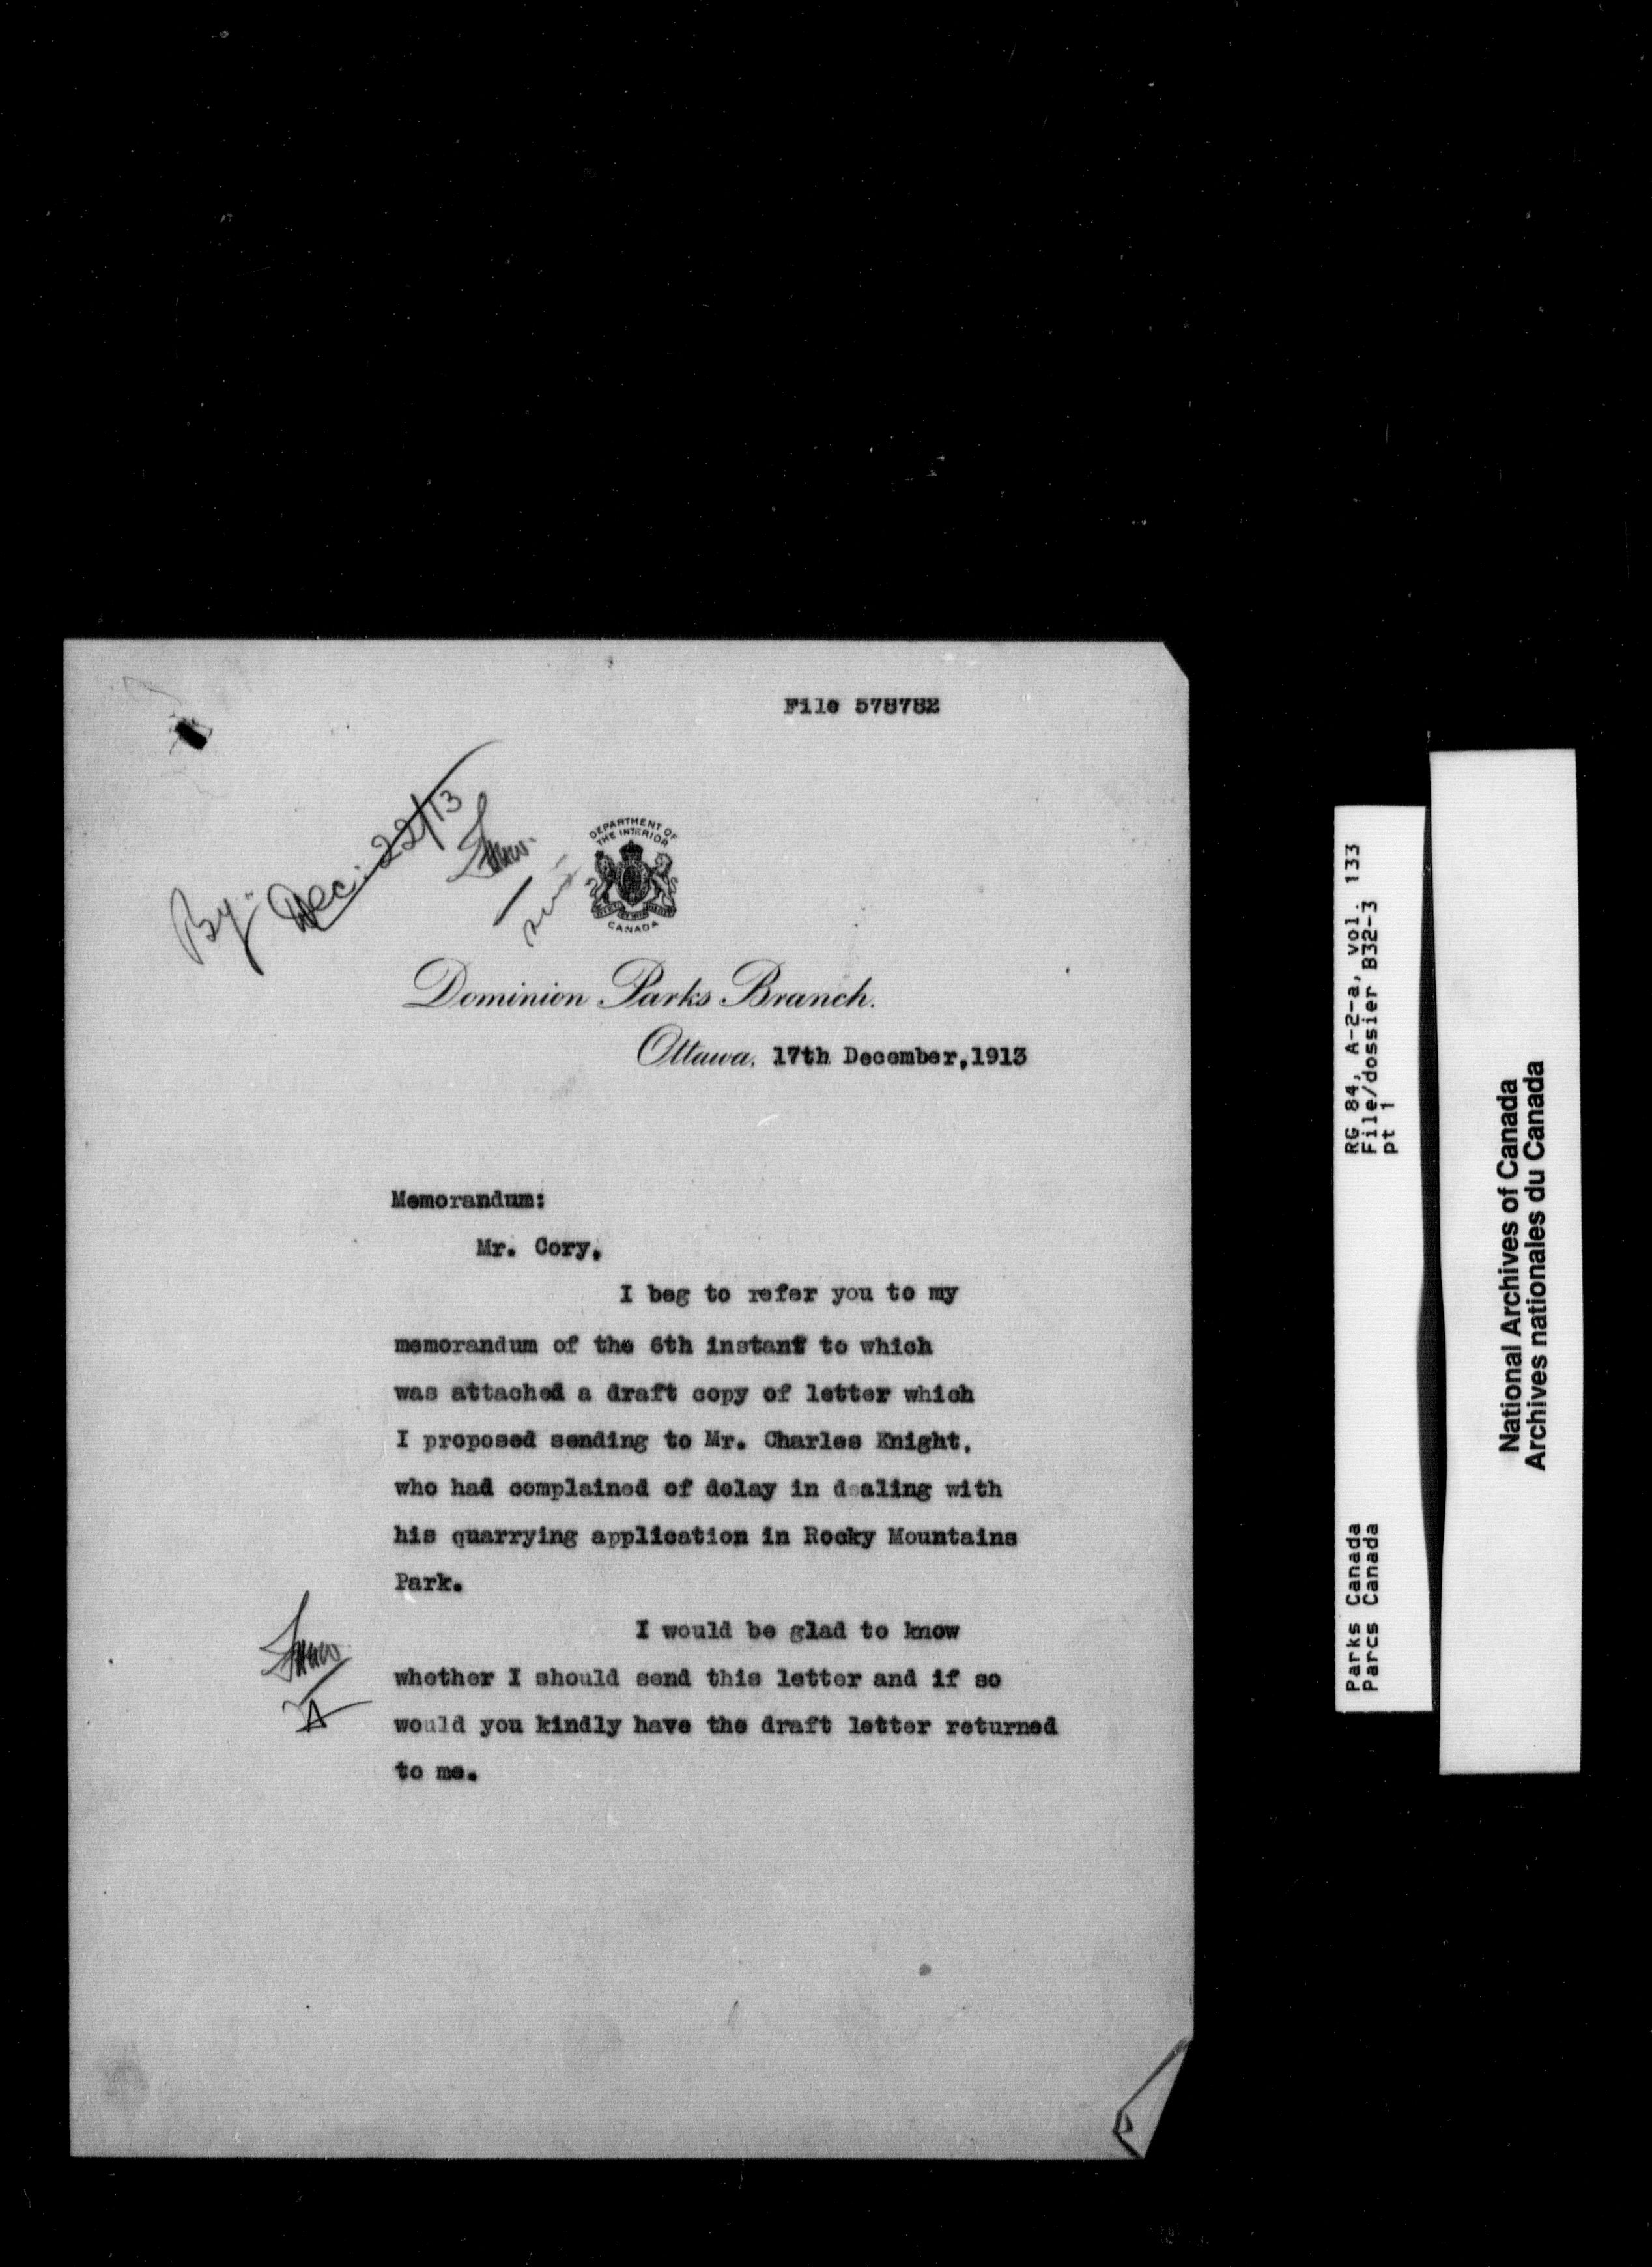 File 578782
By. Dec. 22/13
DEPARTMENT OF
THE INTERIOR
CANADA
Dominion Parks Branch.
Ottawa, 17th December, 1913
Memorandum:
Mr. Cory.
I beg to refer you to my
memorandum of the 6th instant to which
was attached a draft copy of letter which
I proposed sending to Mr. Charles Knight,
who had complained of delay in dealing with
his quarrying application in Rocky Mountains
Park.
I would be glad to know
whether I should send this letter and if so
would you kindly have the draft letter returned
to me.
RG 84, A-2-a, vol. 133
File/dossier B32-3
pt 1
Parks Canada
Parcs Canada
National Archives of Canada
Archives nationales du Canada